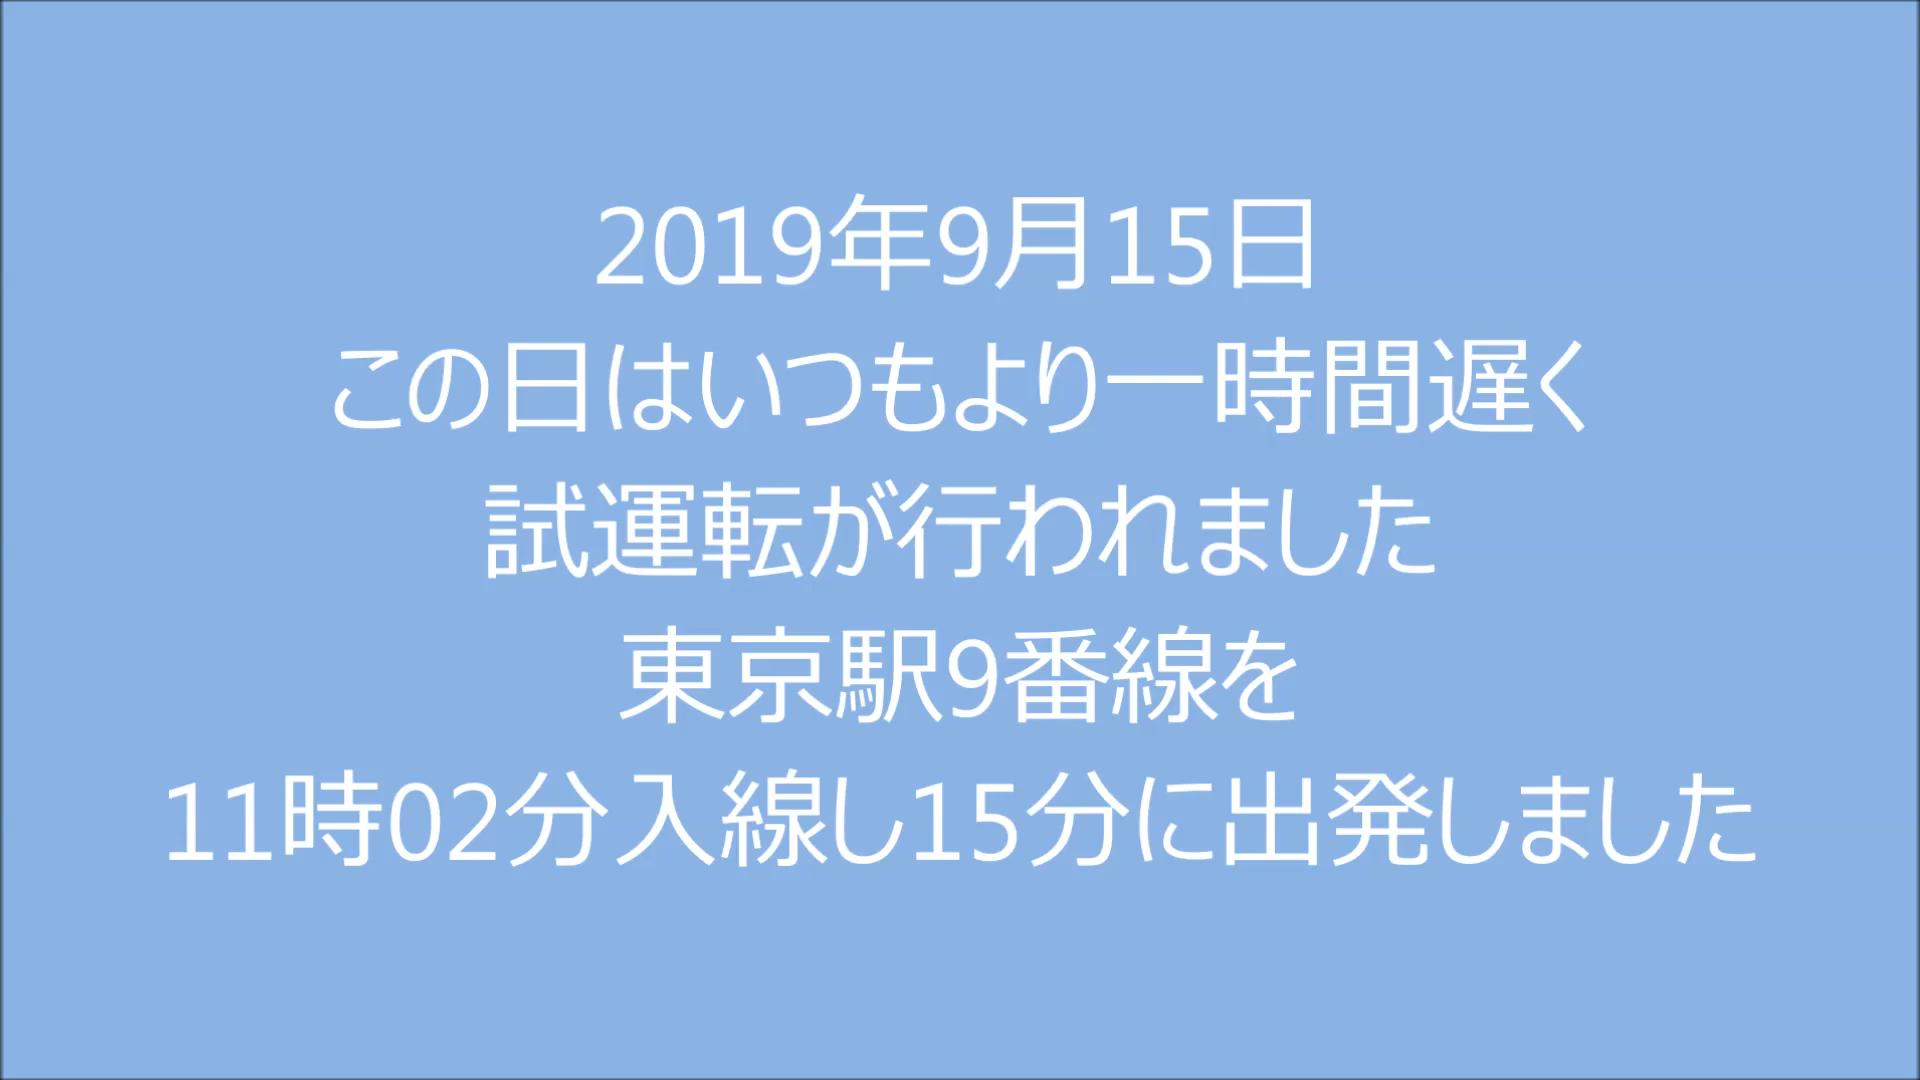 2019年9月15日
この日はいつもより一時間遅く
試運転が行われました
東京駅9番線を
11時02分入線し15分に出発しました